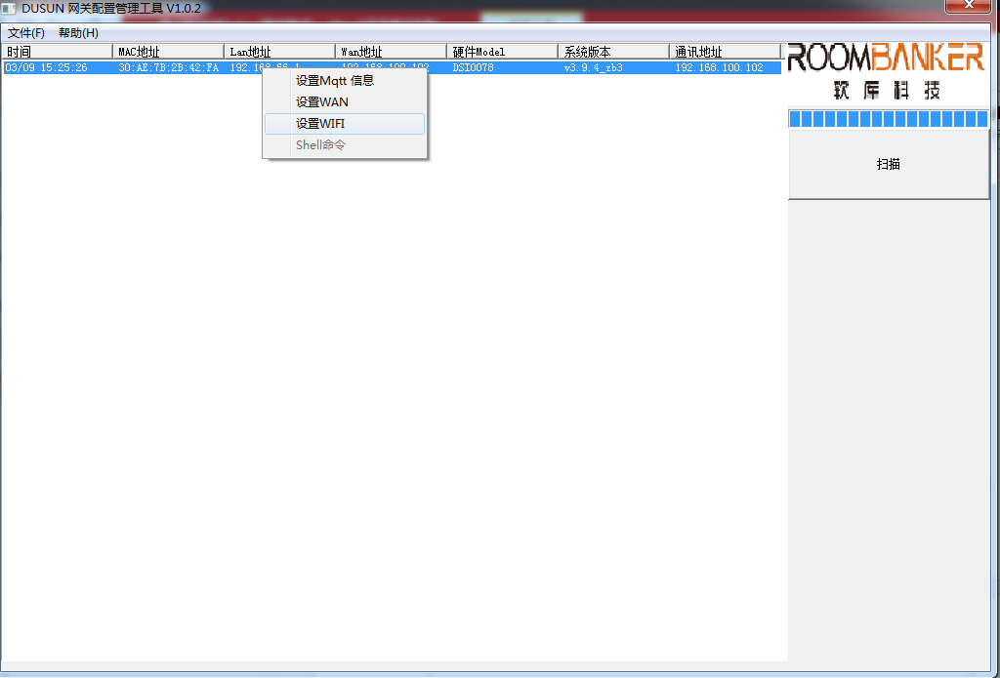 DUSUN 网关配置管理工具 V1.0.2
文件(F) 帮助(H)
时间 MAC地址 Lan地址 Wan地址 硬件Model 系统版本 通讯地址
03/09 15:25:26 30:AE:7B:2B:42:FA 192.168.66.1 192.168.100.102 DSI0078 v3.9.4_zb3 192.168.100.102
设置Mqtt 信息
设置WAN
设置WIFI
Shell命令
ROOMBANKER
软库科技
扫描